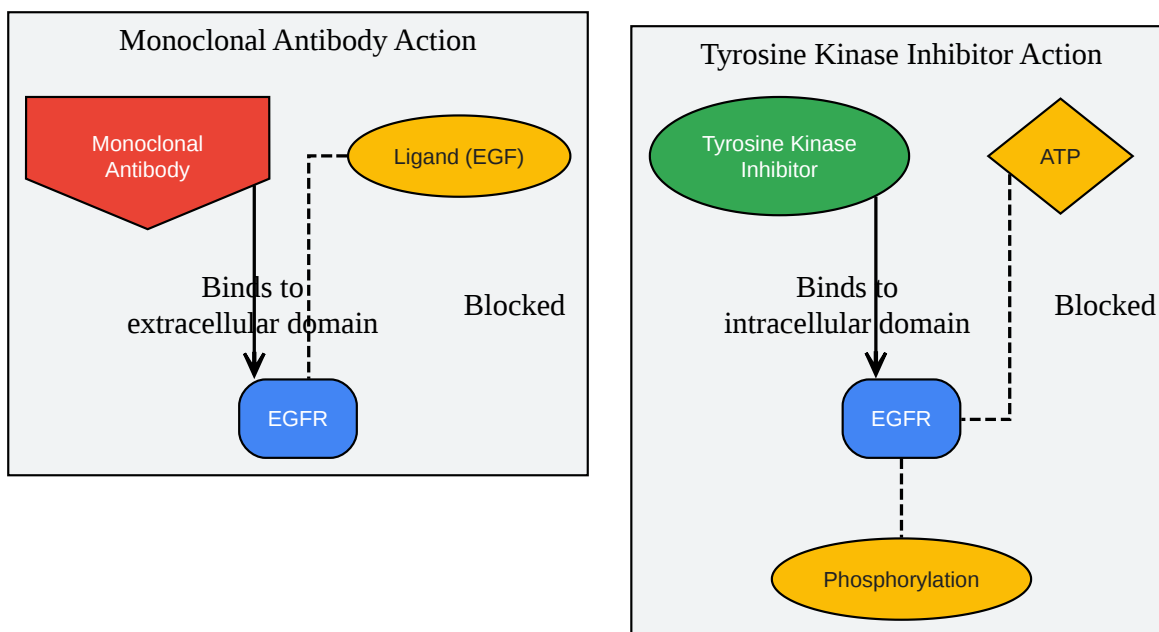 Monoclonal Antibody Action
Monoclonal
Antibody
Ligand (EGF)
Binds to
extracellular domain
Blocked
EGFR
Tyrosine Kinase Inhibitor Action
Tyrosine Kinase
Inhibitor
ATP
Binds to
intracellular domain
Blocked
EGFR
Phosphorylation